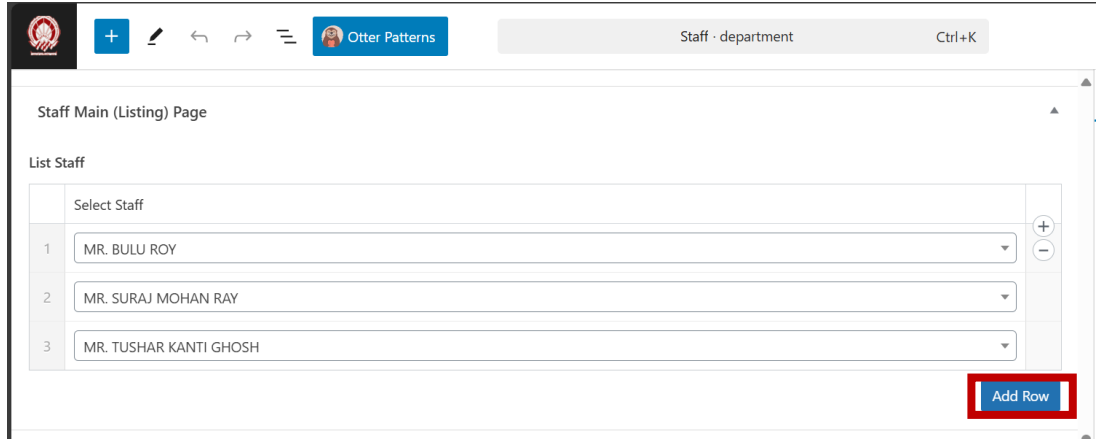 Otter Patterns
Staff · department Ctrl+K
Staff Main (Listing) Page
List Staff
Select Staff
1 MR. BULU ROY
2 MR. SURAJ MOHAN RAY
3 MR. TUSHAR KANTI GHOSH
Add Row